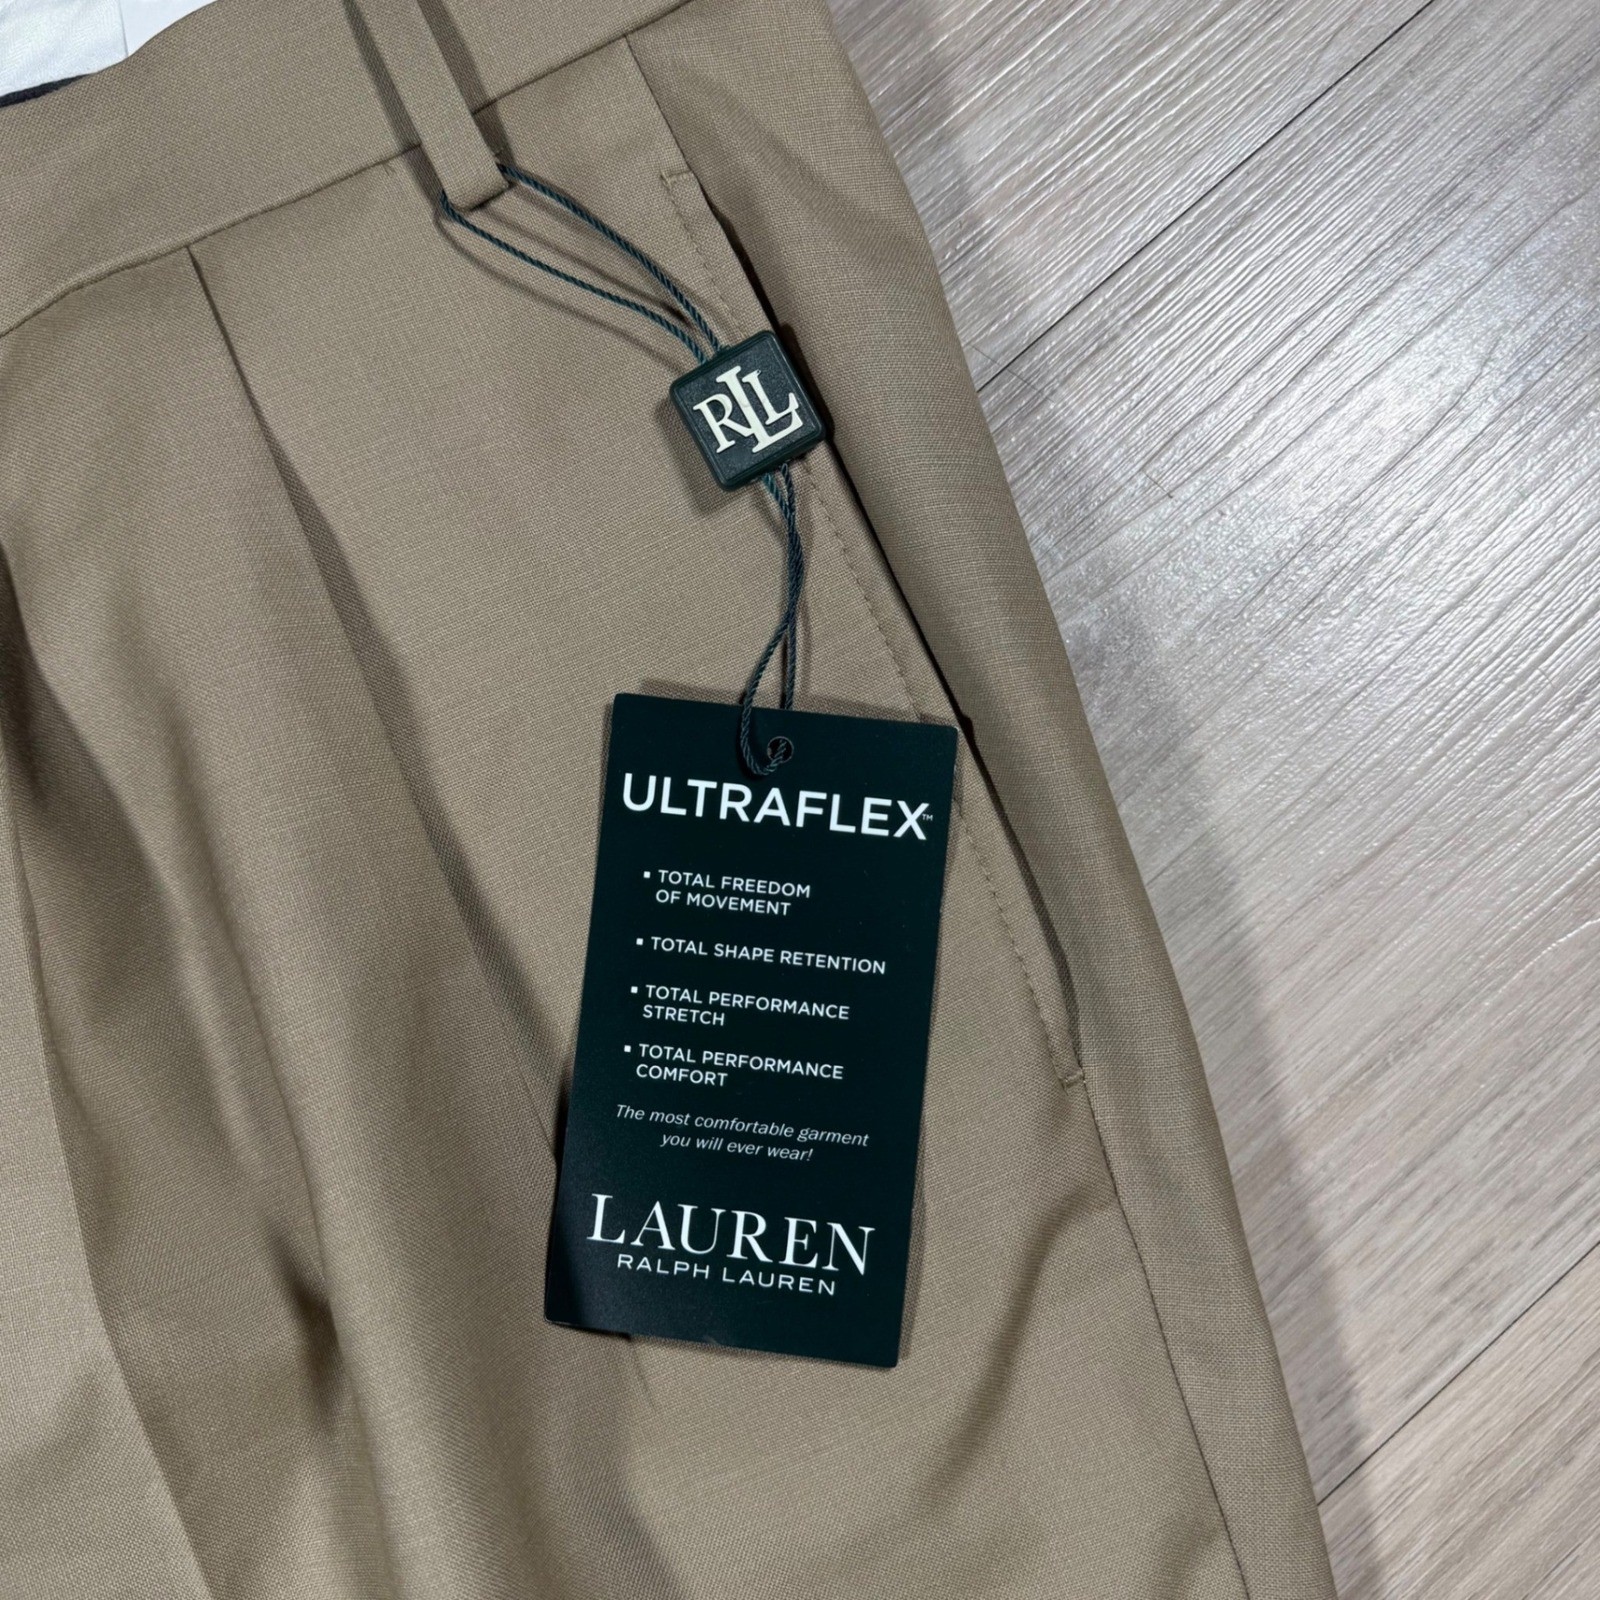 RLL
ULTRAFLEX™
▪ TOTAL FREEDOM
OF MOVEMENT
▪ TOTAL SHAPE RETENTION
▪ TOTAL PERFORMANCE
STRETCH
▪ TOTAL PERFORMANCE
COMFORT
The most comfortable garment
you will ever wear!
LAUREN
RALPH LAUREN